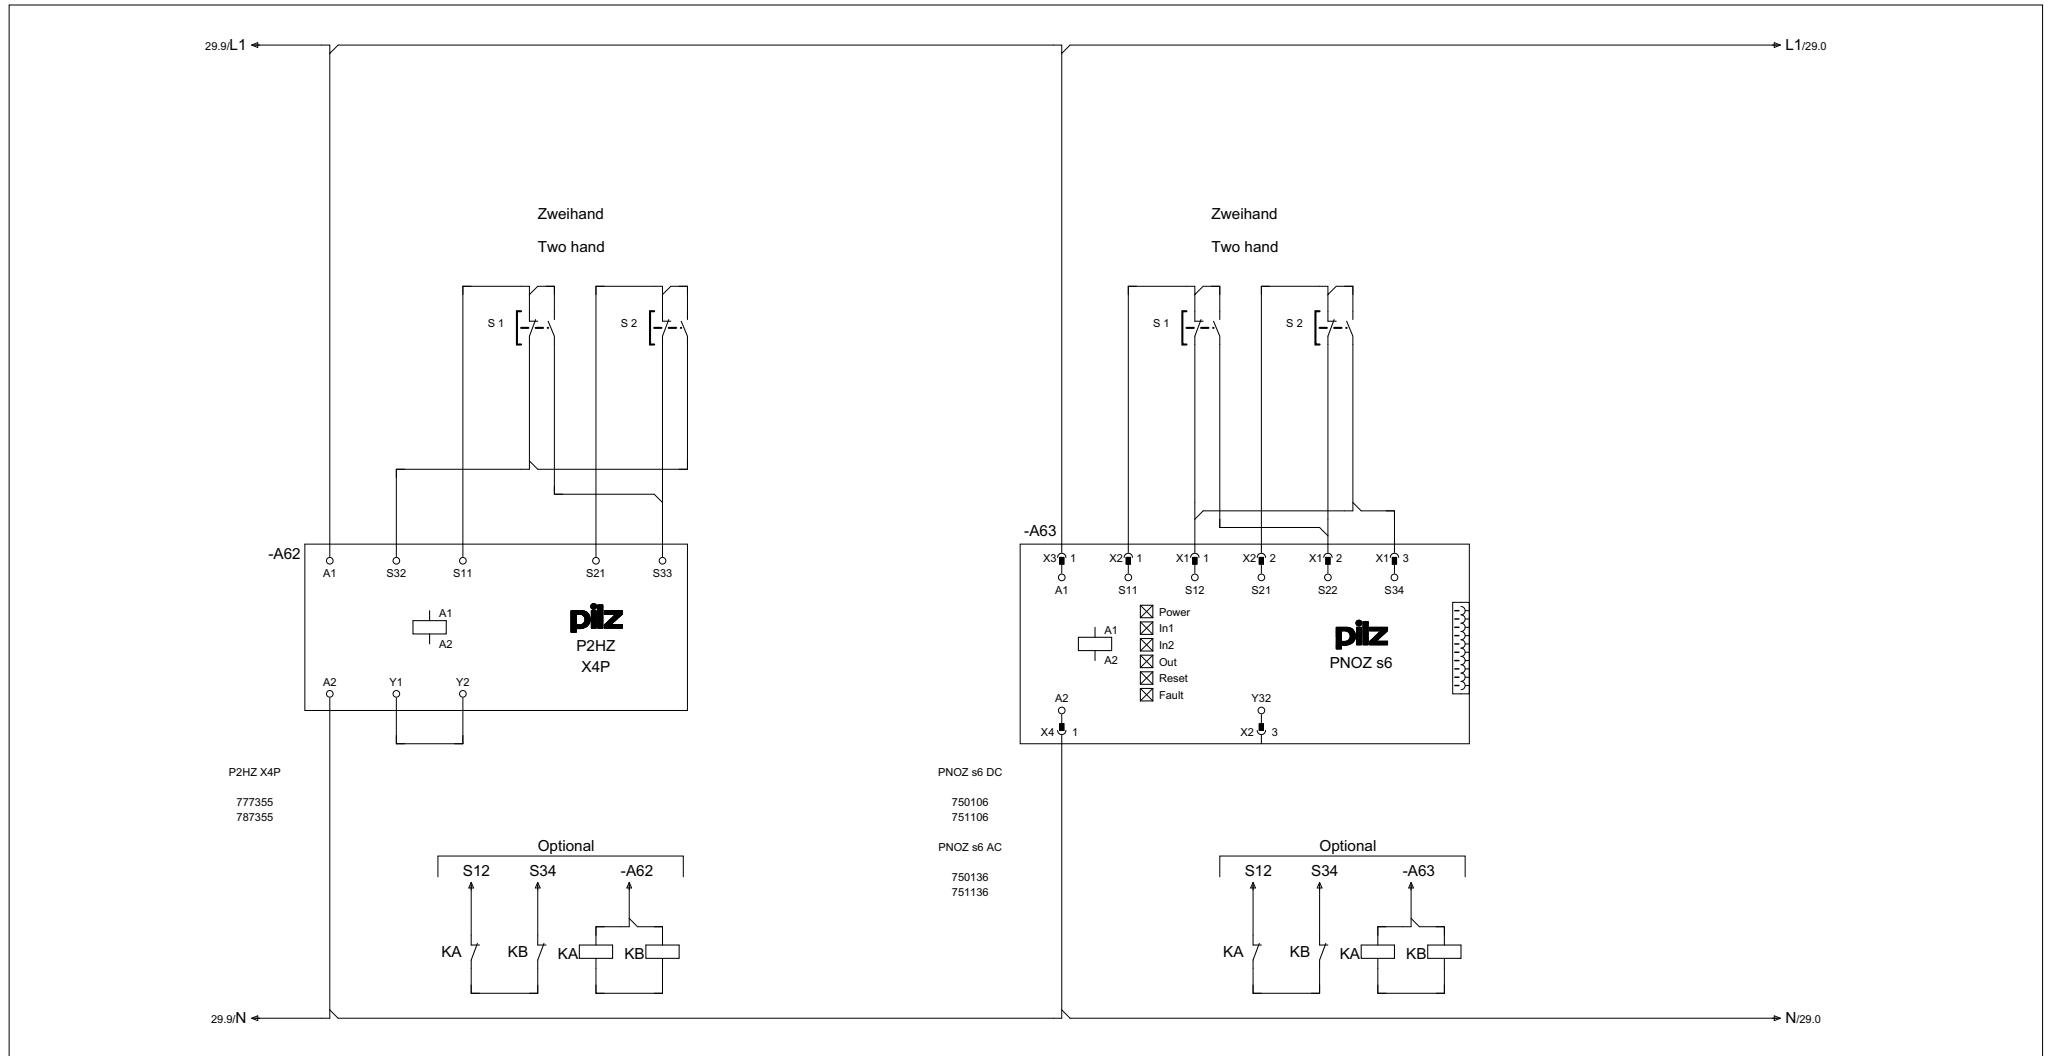 29.9/L1 L1/29.0
Zweihand Zweihand
Two hand Two hand
S 1 S 2 S 1 S 2
-A63
-A62
X3 1 X2 1 X1 1 X2 2 X1 2 X1 3
A1 S32 S11 S21 S33
A1 S11 S12 S21 S22 S34
A1
A2
pilz
P2HZ
X4P
A1
A2
Power
In1
In2
Out
Reset
Fault
pilz
PNOZ s6
A2 Y1 Y2
A2 Y32
X4 1 X2 3
P2HZ X4P
777355
787355
PNOZ s6 DC
750106
751106
PNOZ s6 AC
750136
751136
Optional
S12 S34 -A62
KA KB KA KB
Optional
S12 S34 -A63
KA KB KA KB
29.9/N N/29.0